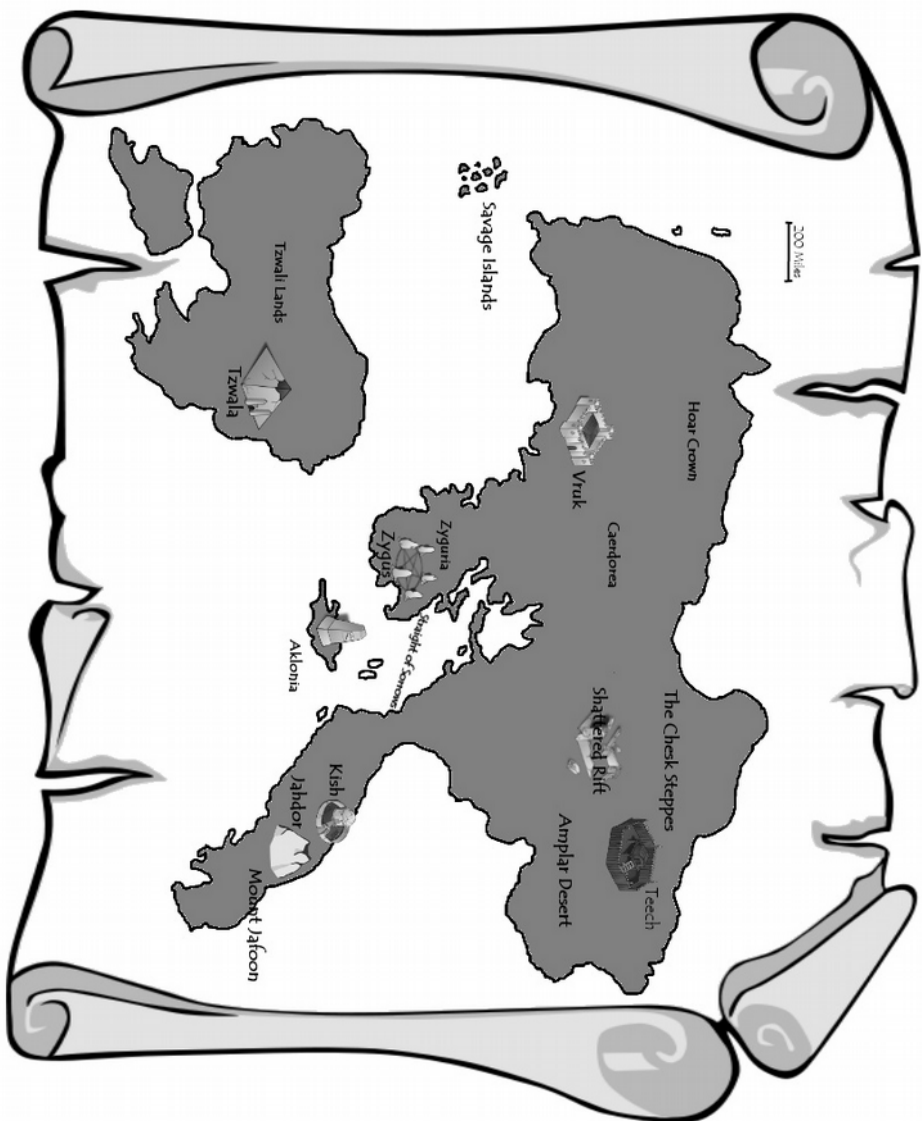 200 Miles
Hoar Crown
The Chesk Steppes
Teech
Caerdorea
Shattered Rift
Vruk
Amplar Desert
Savage Islands
Zyguria
Straight of Sorrows
Zygus
Kish
Jahdor
Aklonia
Tzwali Lands
Mount Jafoon
Tzwala